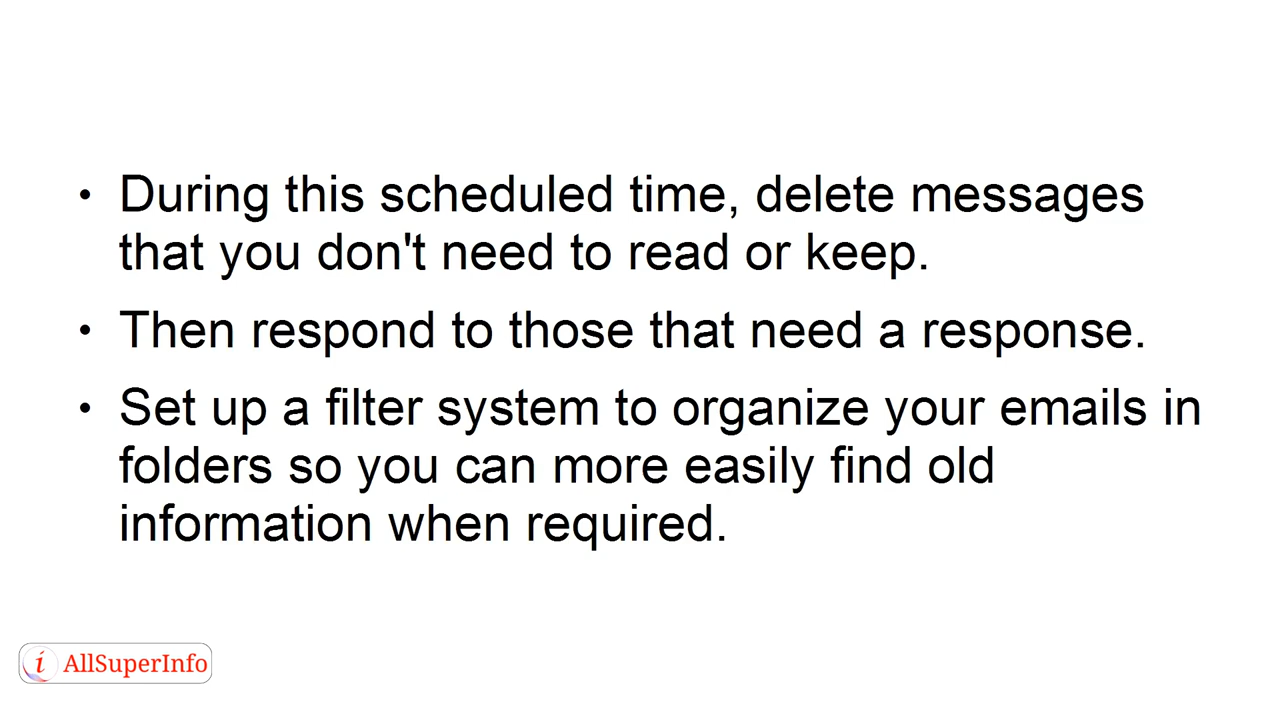 • During this scheduled time, delete messages
that you don't need to read or keep.
• Then respond to those that need a response.
• Set up a filter system to organize your emails in
folders so you can more easily find old
information when required.
i AllSuperInfo